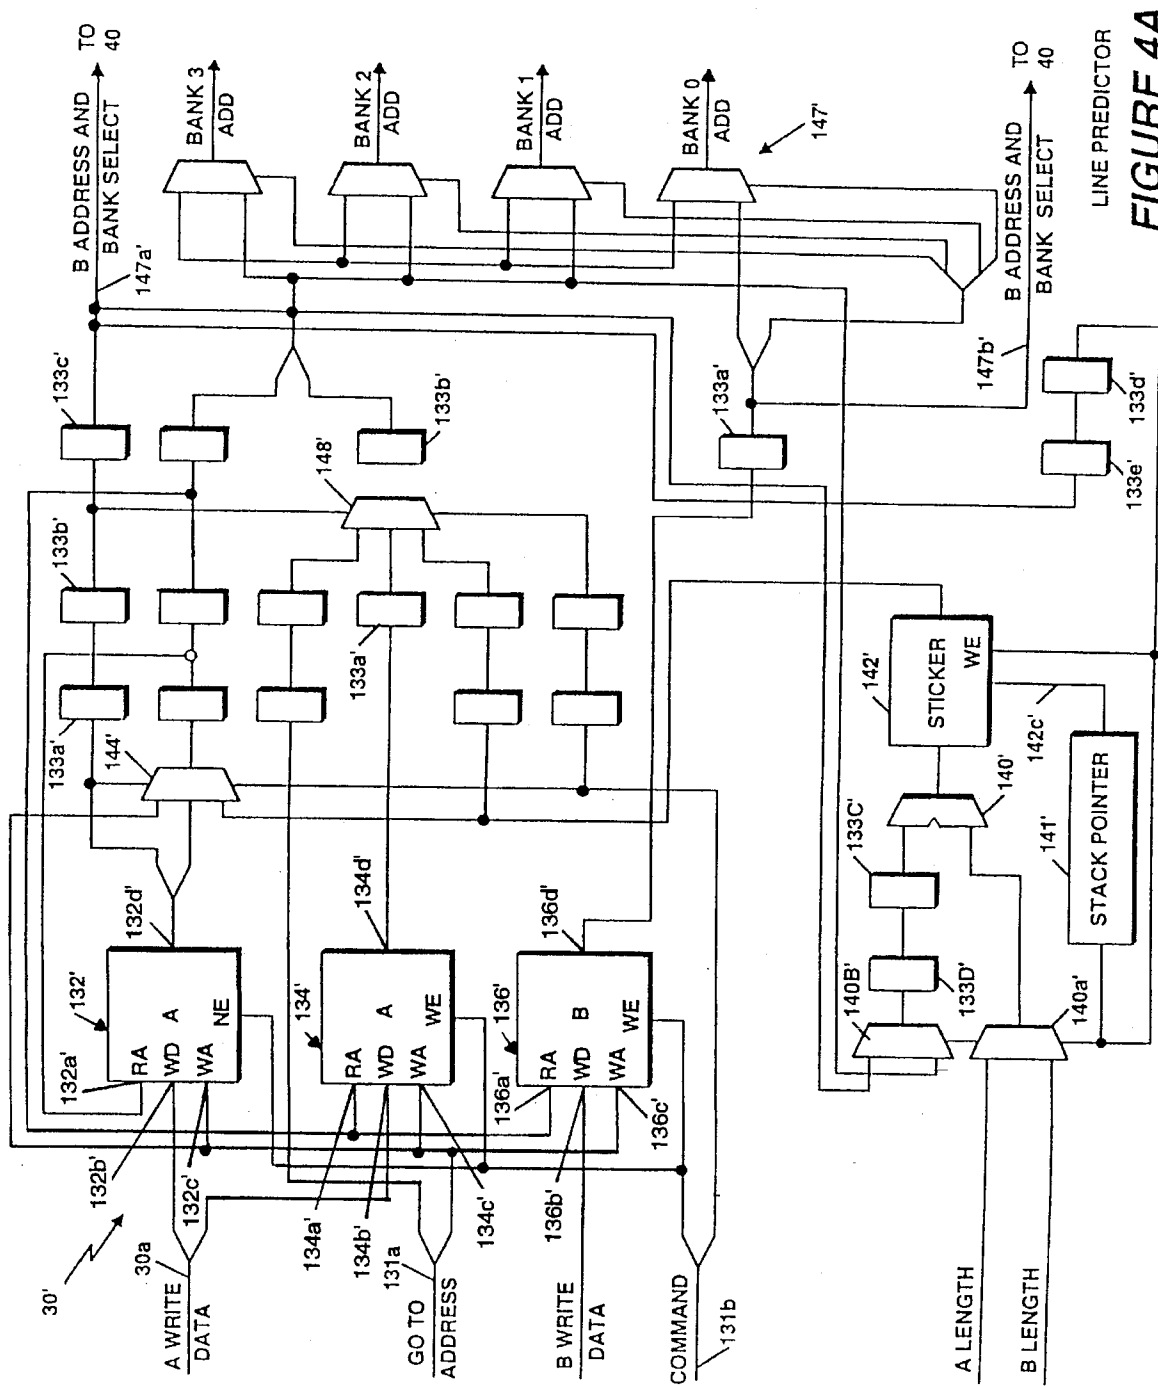 B ADDRESS AND
BANK SELECT
TO
40
147a'
BANK 3
ADD
BANK 2
ADD
BANK 1
ADD
BANK 0
ADD
147'
B ADDRESS AND
BANK SELECT
TO
40
147b'
LINE PREDICTOR
FIGURE 4A
133c'
133b'
148'
133a'
133d'
133e'
133b'
133a'
133a'
144'
142'
STICKER
WE
142c'
140'
141'
STACK POINTER
133C'
133D'
140B'
140a'
132d'
134d'
136d'
132'
A
NE
RA
WD
WA
132a'
134'
A
WE
RA
WD
WA
136'
B
WE
RA
WD
WA
136a'
136c'
132b'
132c'
134a'
134b'
134c'
136b'
30'
30a
A WRITE
DATA
131a
GO TO
ADDRESS
B WRITE
DATA
COMMAND
131b
A LENGTH
B LENGTH